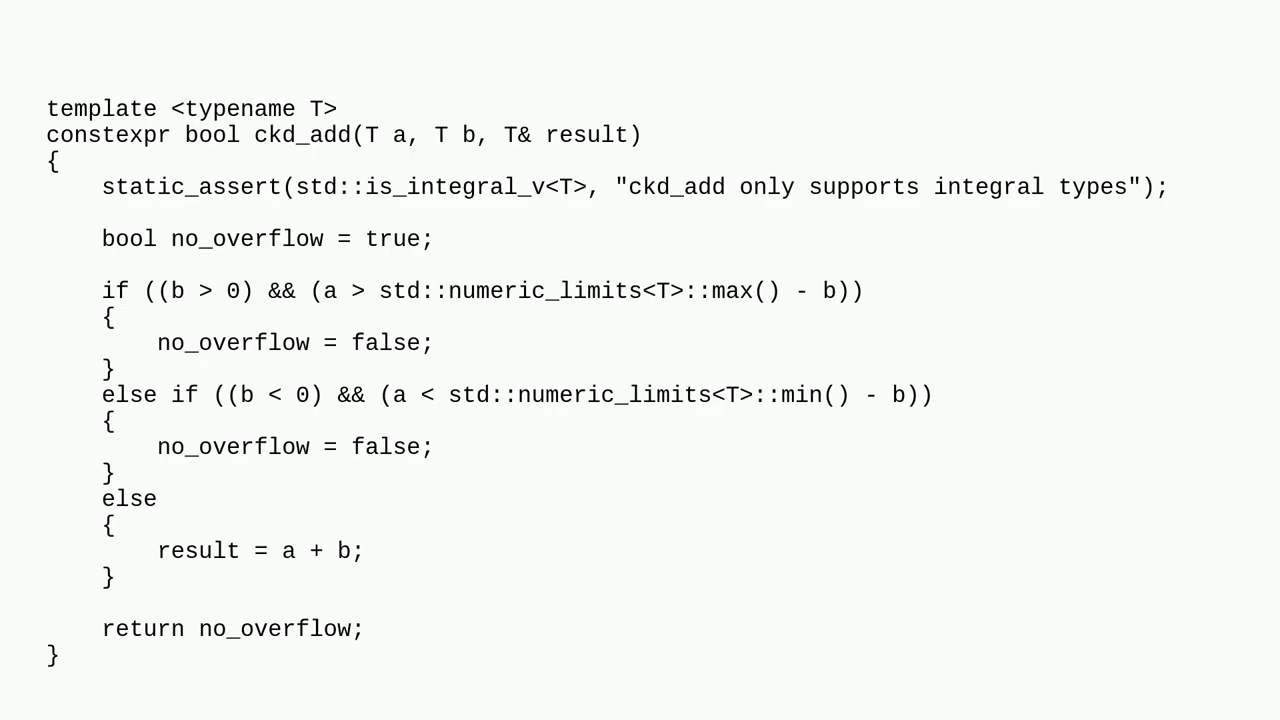 template <typename T>
constexpr bool ckd_add(T a, T b, T& result)
{
    static_assert(std::is_integral_v<T>, "ckd_add only supports integral types");

    bool no_overflow = true;

    if ((b > 0) && (a > std::numeric_limits<T>::max() - b))
    {
        no_overflow = false;
    }
    else if ((b < 0) && (a < std::numeric_limits<T>::min() - b))
    {
        no_overflow = false;
    }
    else
    {
        result = a + b;
    }

    return no_overflow;
}